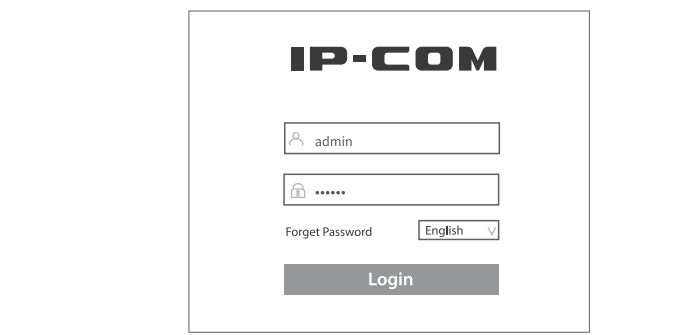 IP-COM
admin
••••••
Forget Password English
Login